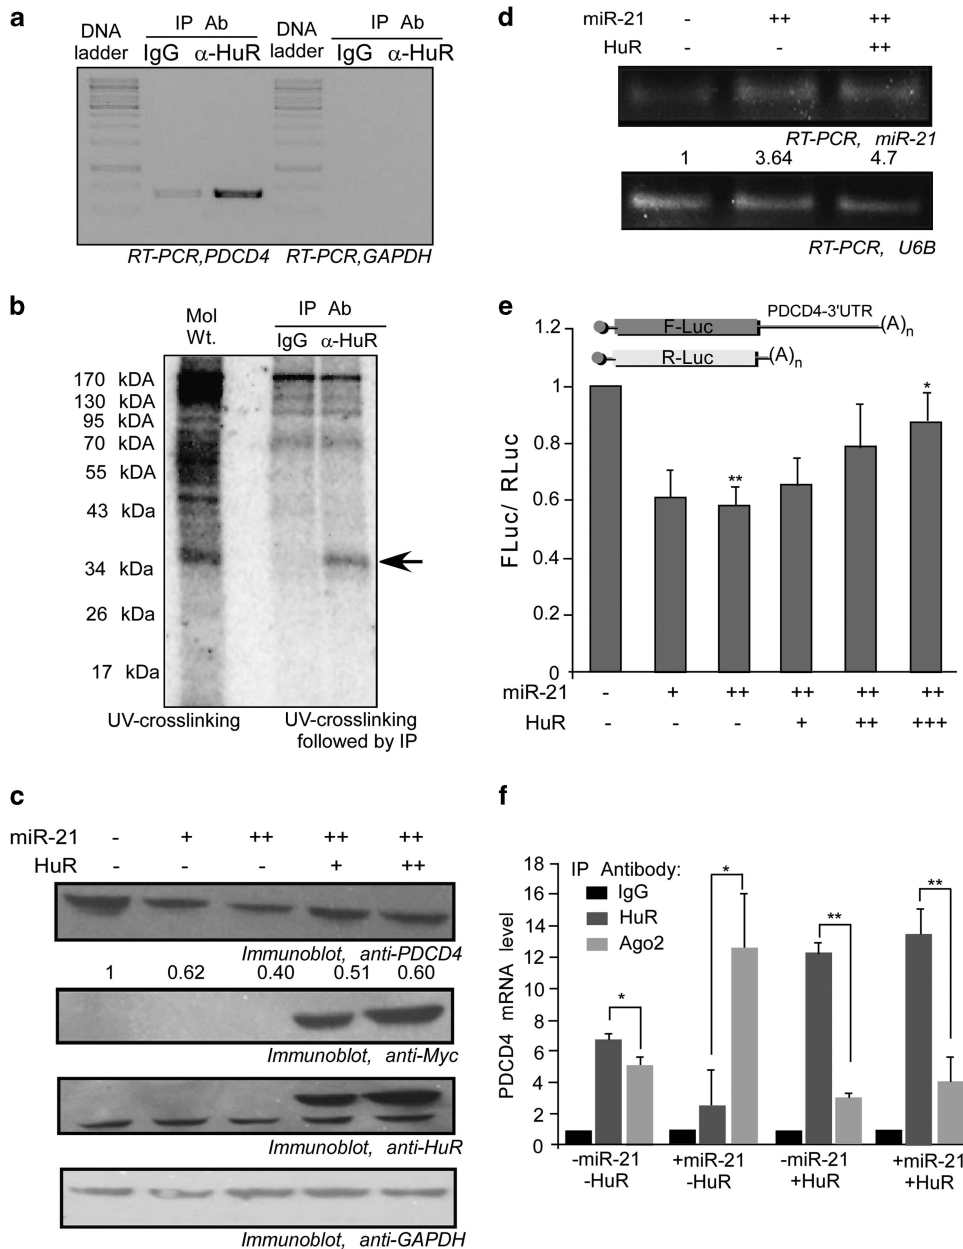 a
IP Ab
DNA ladder IgG α-HuR
IP Ab
DNA ladder IgG α-HuR
RT-PCR,PDCD4 RT-PCR,GAPDH
b
Mol Wt.
IP Ab
IgG α-HuR
170 kDA
130 kDA
95 kDA
70 kDA
55 kDA
43 kDa
34 kDa
26 kDa
17 kDa
UV-crosslinking
UV-crosslinking
followed by IP
c
miR-21 - + ++ ++ ++
HuR - - - + ++
Immunoblot, anti-PDCD4
1 0.62 0.40 0.51 0.60
Immunoblot, anti-Myc
Immunoblot, anti-HuR
Immunoblot, anti-GAPDH
d
miR-21 - ++ ++
HuR - - ++
RT-PCR, miR-21
1 3.64 4.7
RT-PCR, U6B
e
F-Luc PDCD4-3'UTR (A)n
R-Luc (A)n
FLuc/ RLuc
1.2
1
0.8
0.6
0.4
0.2
0
** *
miR-21 - + ++ ++ ++ ++
HuR - - - + ++ +++
f
IP Antibody:
IgG
HuR
Ago2
PDCD4 mRNA level
18
16
14
12
10
8
6
4
2
0
* * ** **
-miR-21 +miR-21 -miR-21 +miR-21
-HuR -HuR +HuR +HuR